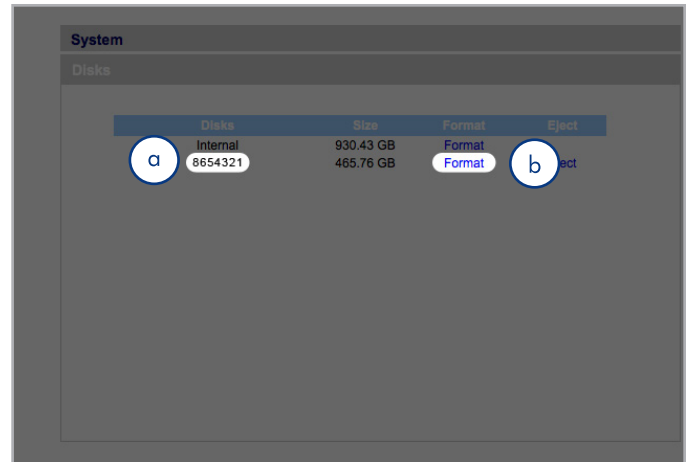 System
Disks
Disks Size Format Eject
Internal 930.43 GB Format
a 8654321 465.76 GB Format b ect